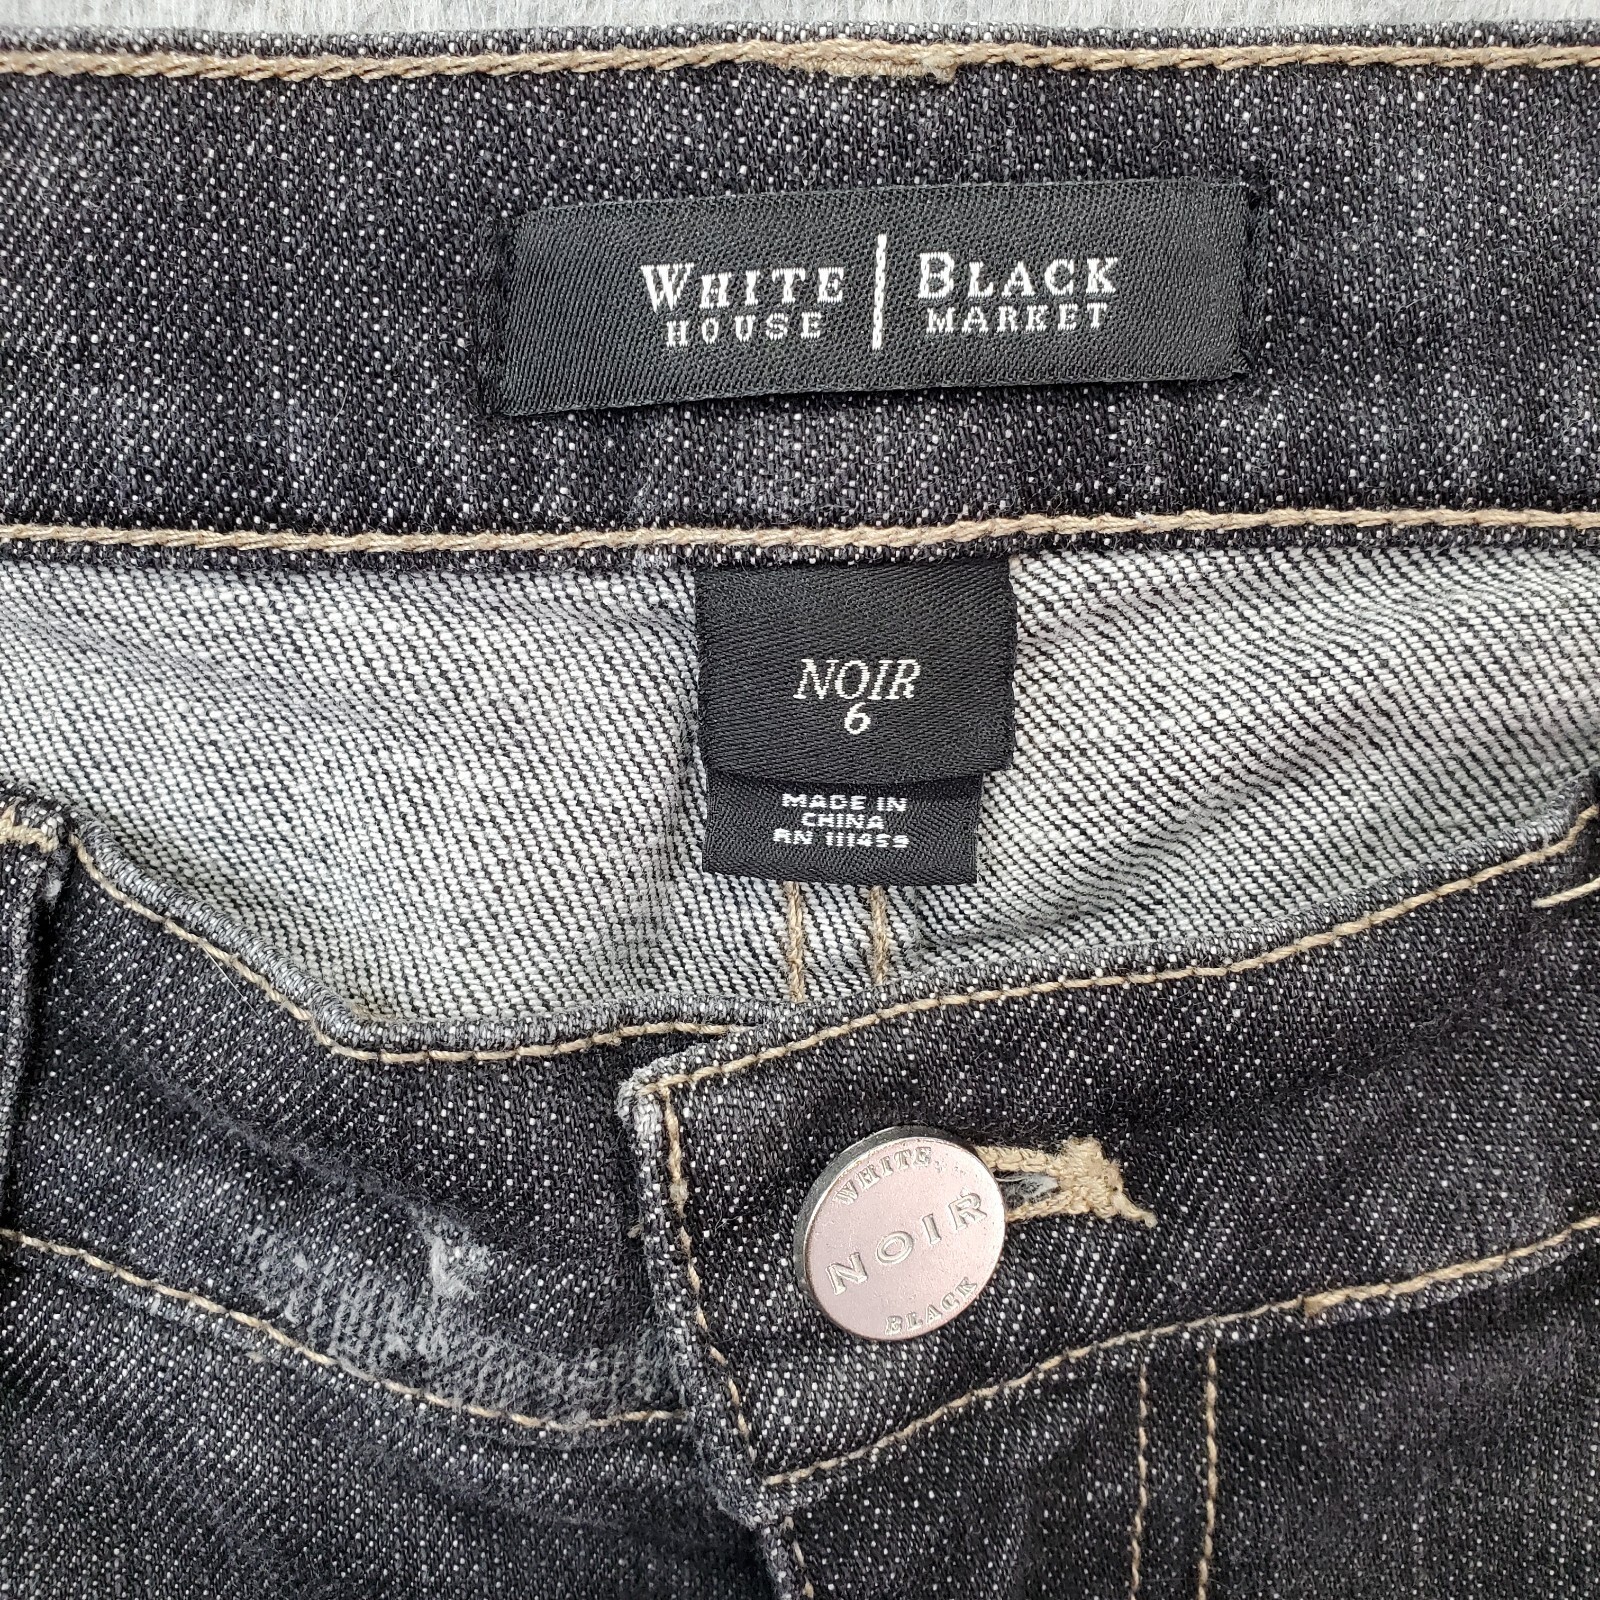 WHITE | BLACK
HOUSE | MARKET
NOIR
6
MADE IN
CHINA
RN 111459
WHITE
NOIR
BLACK